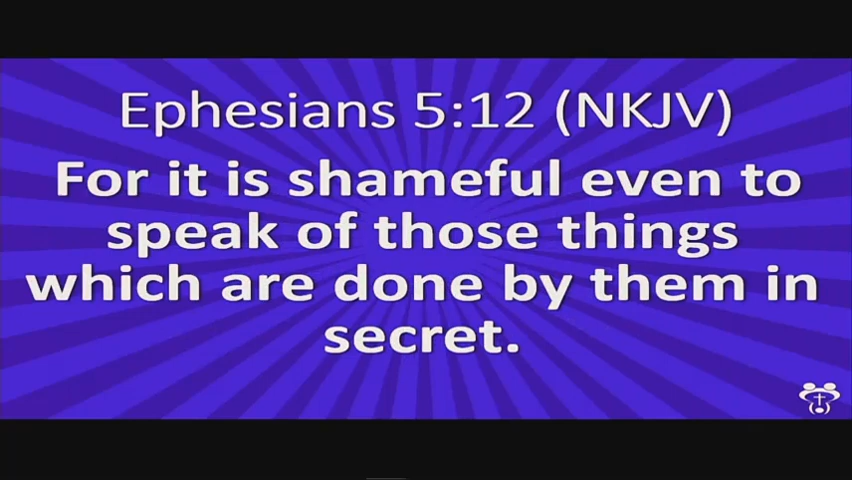 Ephesians 5:12 (NKJV)
For it is shameful even to
speak of those things
which are done by them in
secret.